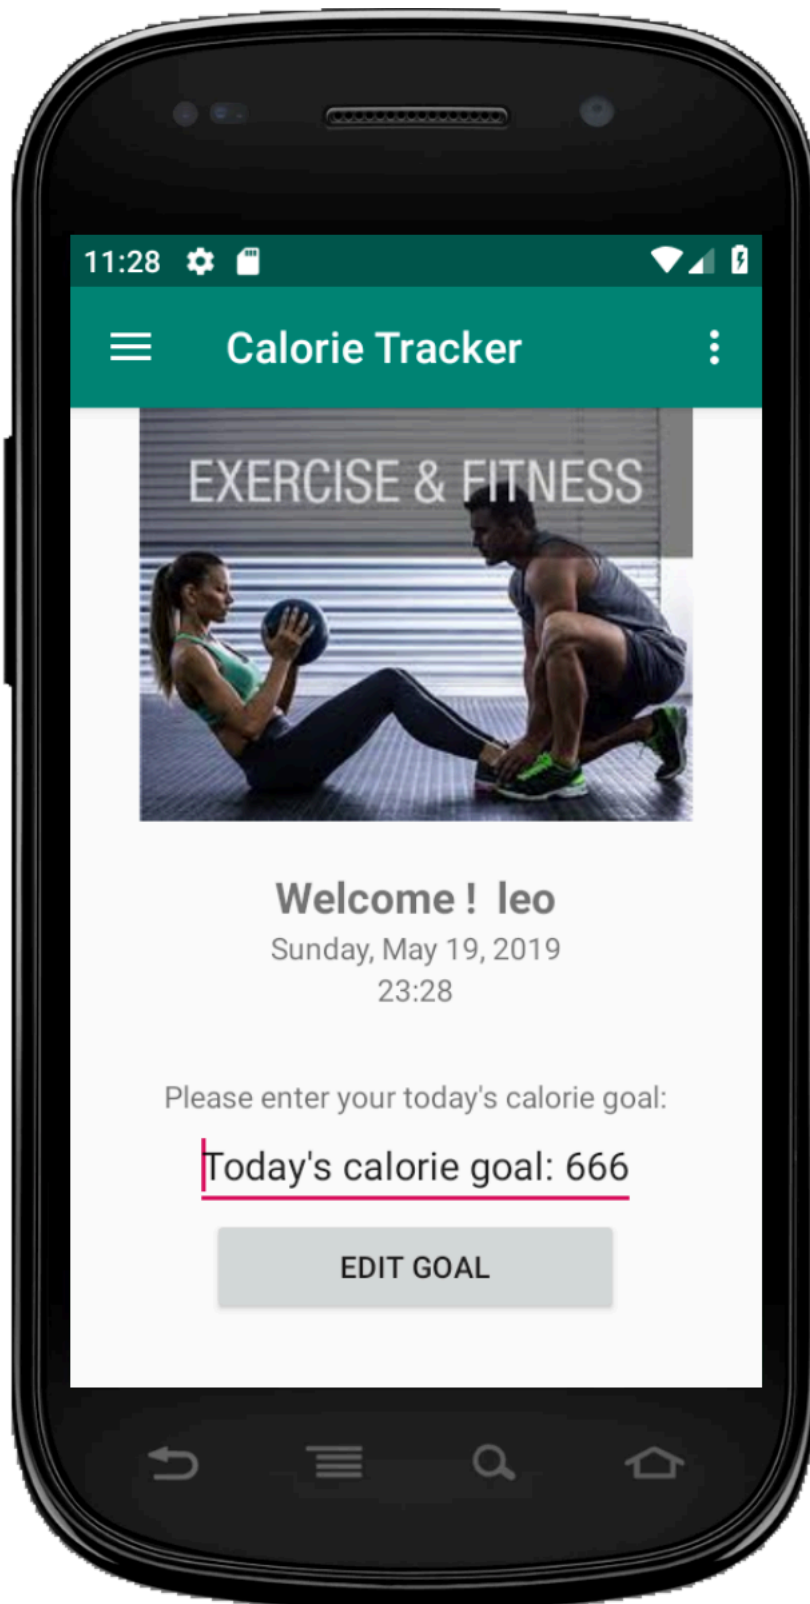 11:28
Calorie Tracker
EXERCISE & FITNESS
Welcome ! leo
Sunday, May 19, 2019
23:28
Please enter your today's calorie goal:
Today's calorie goal: 666
EDIT GOAL